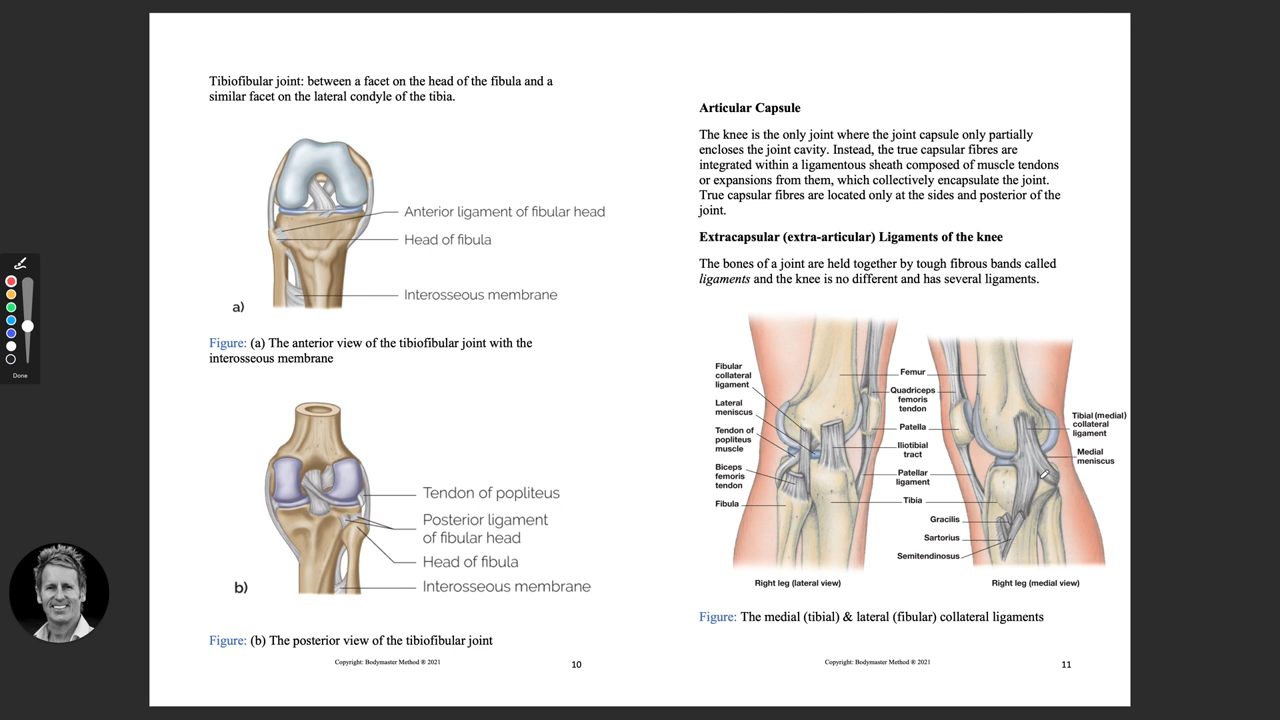 Tibiofibular joint: between a facet on the head of the fibula and a
similar facet on the lateral condyle of the tibia.
Anterior ligament of fibular head
Head of fibula
Interosseous membrane
a)
Figure: (a) The anterior view of the tibiofibular joint with the
interosseous membrane
Tendon of popliteus
Posterior ligament
of fibular head
Head of fibula
Interosseous membrane
b)
Figure: (b) The posterior view of the tibiofibular joint
Copyright: Bodymaster Method ® 2021
10
Articular Capsule
The knee is the only joint where the joint capsule only partially
encloses the joint cavity. Instead, the true capsular fibres are
integrated within a ligamentous sheath composed of muscle tendons
or expansions from them, which collectively encapsulate the joint.
True capsular fibres are located only at the sides and posterior of the
joint.
Extracapsular (extra-articular) Ligaments of the knee
The bones of a joint are held together by tough fibrous bands called
ligaments and the knee is no different and has several ligaments.
Fibular
collateral
ligament
Lateral
meniscus
Tendon of
popliteus
muscle
Biceps
femoris
tendon
Fibula
Femur
Quadriceps
femoris
tendon
Patella
Iliotibial
tract
Patellar
ligament
Tibia
Gracilis
Sartorius
Semitendinosus
Tibial (medial)
collateral
ligament
Medial
meniscus
Right leg (lateral view)
Right leg (medial view)
Figure: The medial (tibial) & lateral (fibular) collateral ligaments
Copyright: Bodymaster Method ® 2021
11
Done